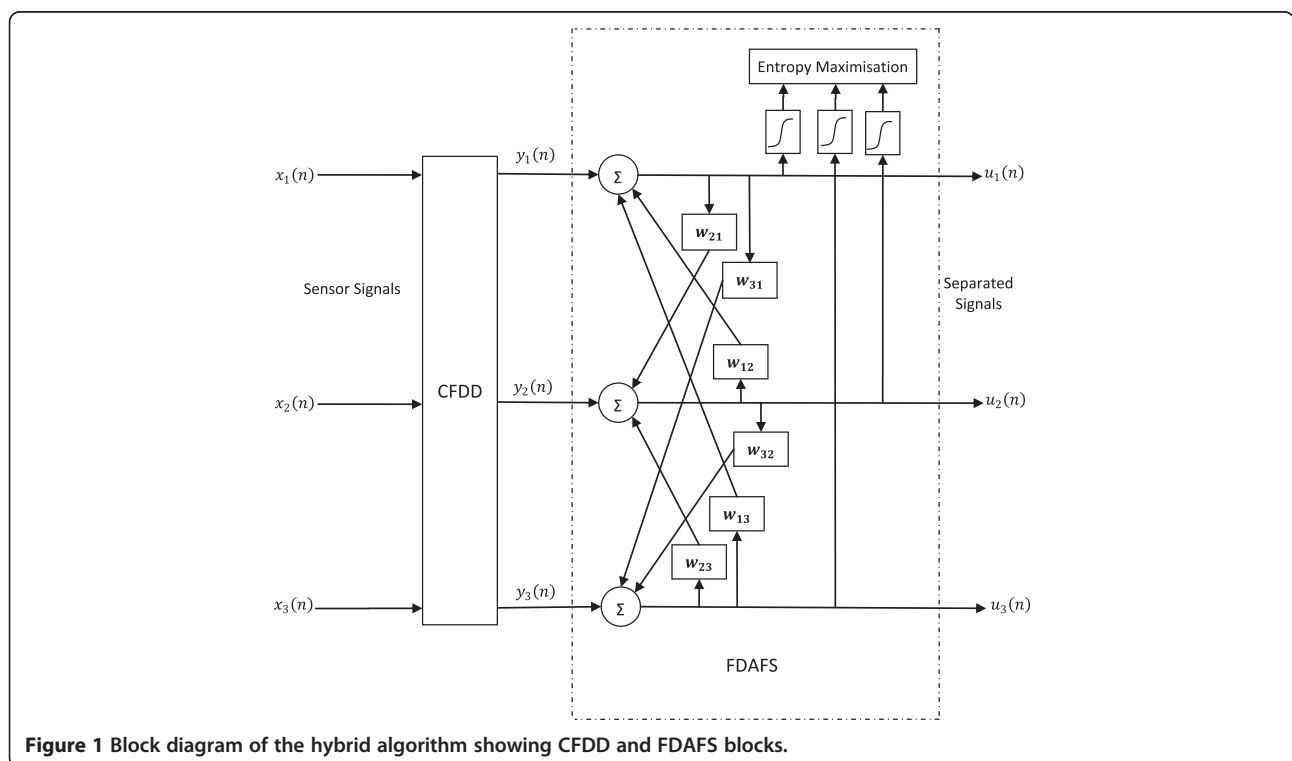 Entropy Maximisation
x₁(n)
y₁(n)
Σ
u₁(n)
w₂₁
w₃₁
Sensor Signals
Separated
Signals
w₁₂
CFDD
x₂(n)
y₂(n)
Σ
u₂(n)
w₃₂
w₁₃
w₂₃
x₃(n)
y₃(n)
Σ
u₃(n)
FDAFS
Figure 1 Block diagram of the hybrid algorithm showing CFDD and FDAFS blocks.